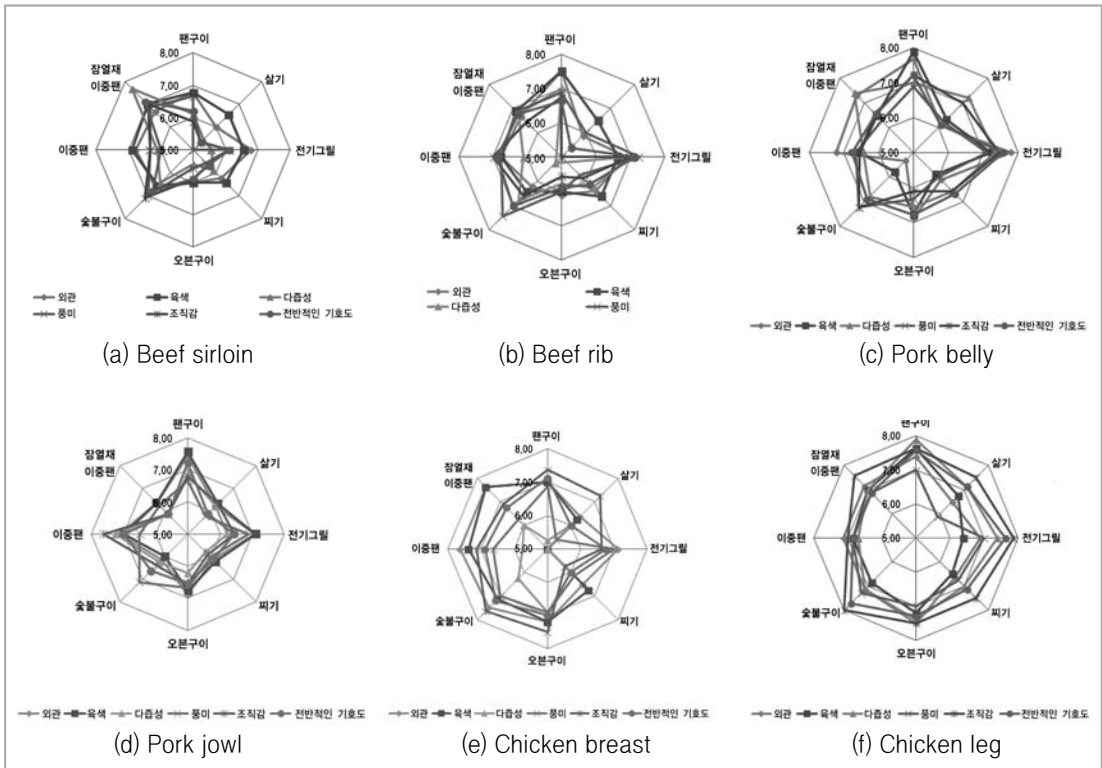 팬구이
8,00
잠열재
이중팬
삶기
7,00
6,00
이중팬
5,00
전기그릴
숯불구이
찌기
오븐구이
외관 육색 다즙성
풍미 조직감 전반적인 기호도
(a) Beef sirloin
팬구이
8,00
잠열재
이중팬
삶기
7,00
6,00
이중팬
5,00
전기그릴
숯불구이
찌기
오븐구이
외관 육색
다즙성 풍미
(b) Beef rib
팬구이
8,00
잠열재
이중팬
삶기
7,00
6,00
이중팬
5,00
전기그릴
숯불구이
찌기
오븐구이
외관 육색 다즙성 풍미 조직감 전반적인 기호도
(c) Pork belly
팬구이
8,00
잠열재
이중팬
삶기
7,00
6,00
이중팬
5,00
전기그릴
숯불구이
찌기
오븐구이
외관 육색 다즙성 풍미 조직감 전반적인 기호도
(d) Pork jowl
팬구이
8,00
잠열재
이중팬
삶기
7,00
6,00
이중팬
5,00
전기그릴
숯불구이
찌기
오븐구이
외관 육색 다즙성 풍미 조직감 전반적인 기호도
(e) Chicken breast
팬구이
8,00
잠열재
이중팬
삶기
7,00
6,00
이중팬
5,00
전기그릴
숯불구이
찌기
오븐구이
외관 육색 다즙성 풍미 조직감 전반적인 기호도
(f) Chicken leg